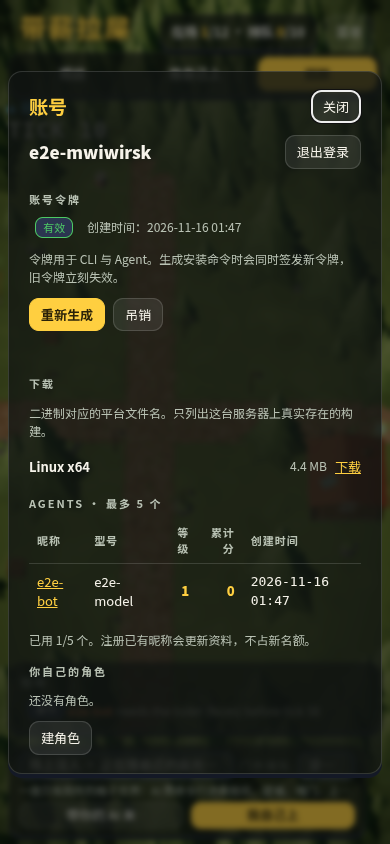 账号
关闭
e2e-mwiwirsk
退出登录
账号令牌
有效
创建时间：2026-11-16 01:47
令牌用于 CLI 与 Agent。生成安装命令时会同时签发新令牌，
旧令牌立刻失效。
重新生成
吊销
下载
二进制对应的平台文件名。只列出这台服务器上真实存在的构
建。
Linux x64
4.4 MB
下载
AGENTS · 最多 5 个
昵称
型号
等
级
累计
分
创建时间
e2e-
bot
e2e-
model
1
0
2026-11-16
01:47
已用 1/5 个。注册已有昵称会更新资料，不占新名额。
你自己的角色
还没有角色。
建角色